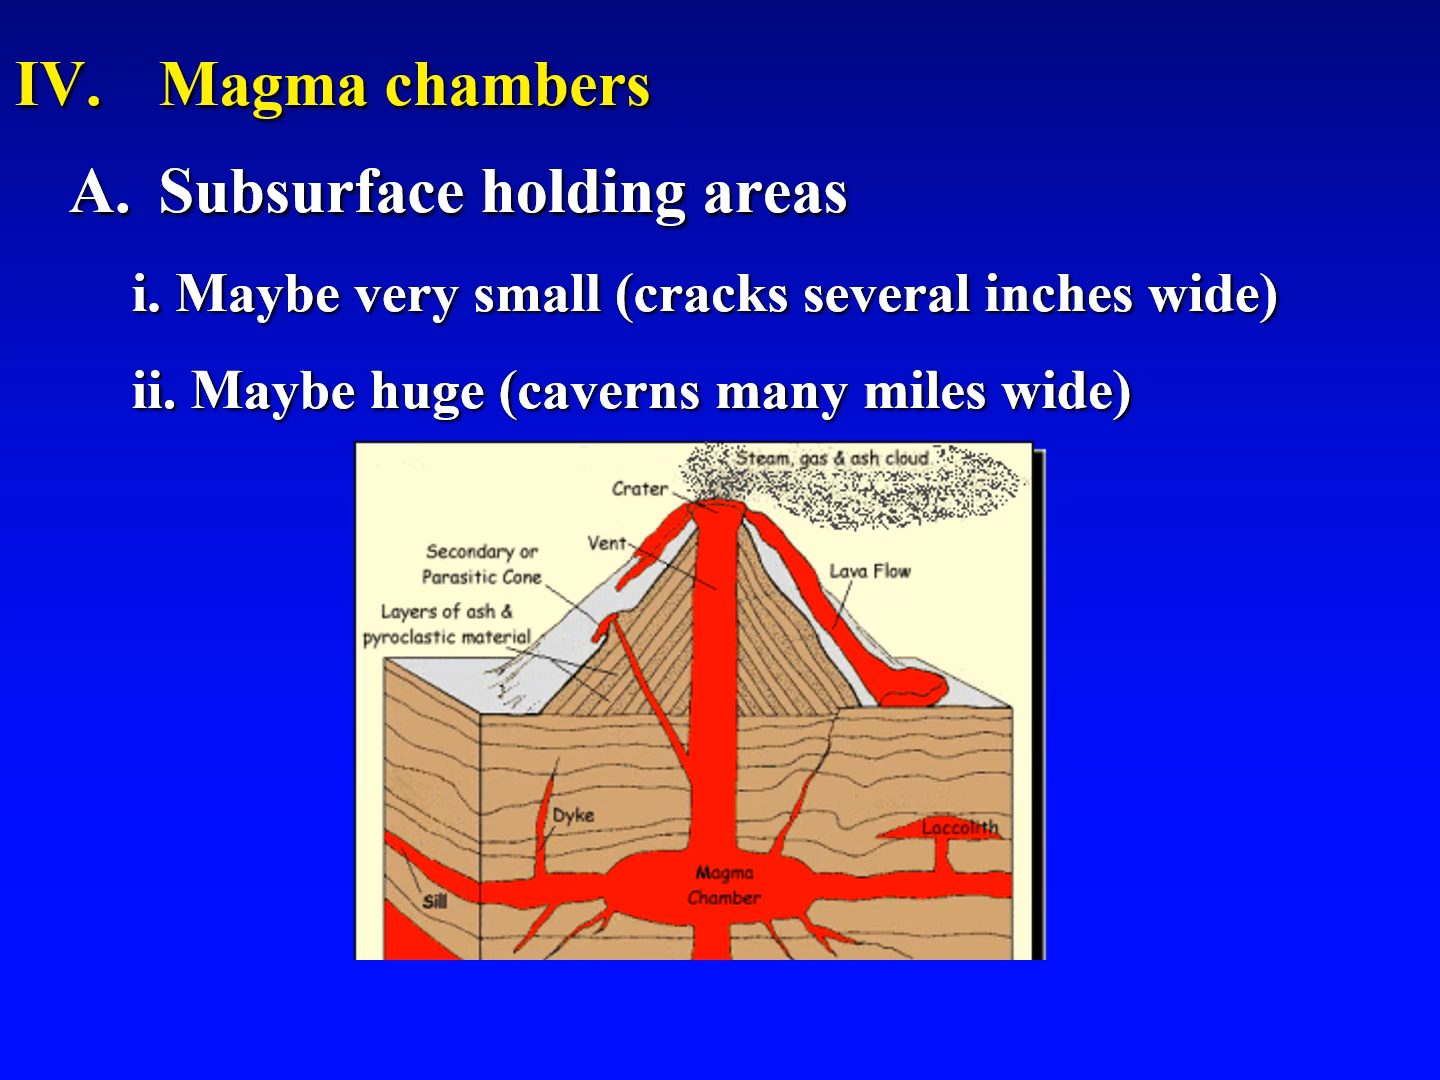 IV. Magma chambers
A. Subsurface holding areas
i. Maybe very small (cracks several inches wide)
ii. Maybe huge (caverns many miles wide)
Steam, gas & ash cloud
Crater
Vent
Secondary or
Parasitic Cone
Lava Flow
Layers of ash &
pyroclastic material
Dyke
Laccolith
Magma
Chamber
Sill